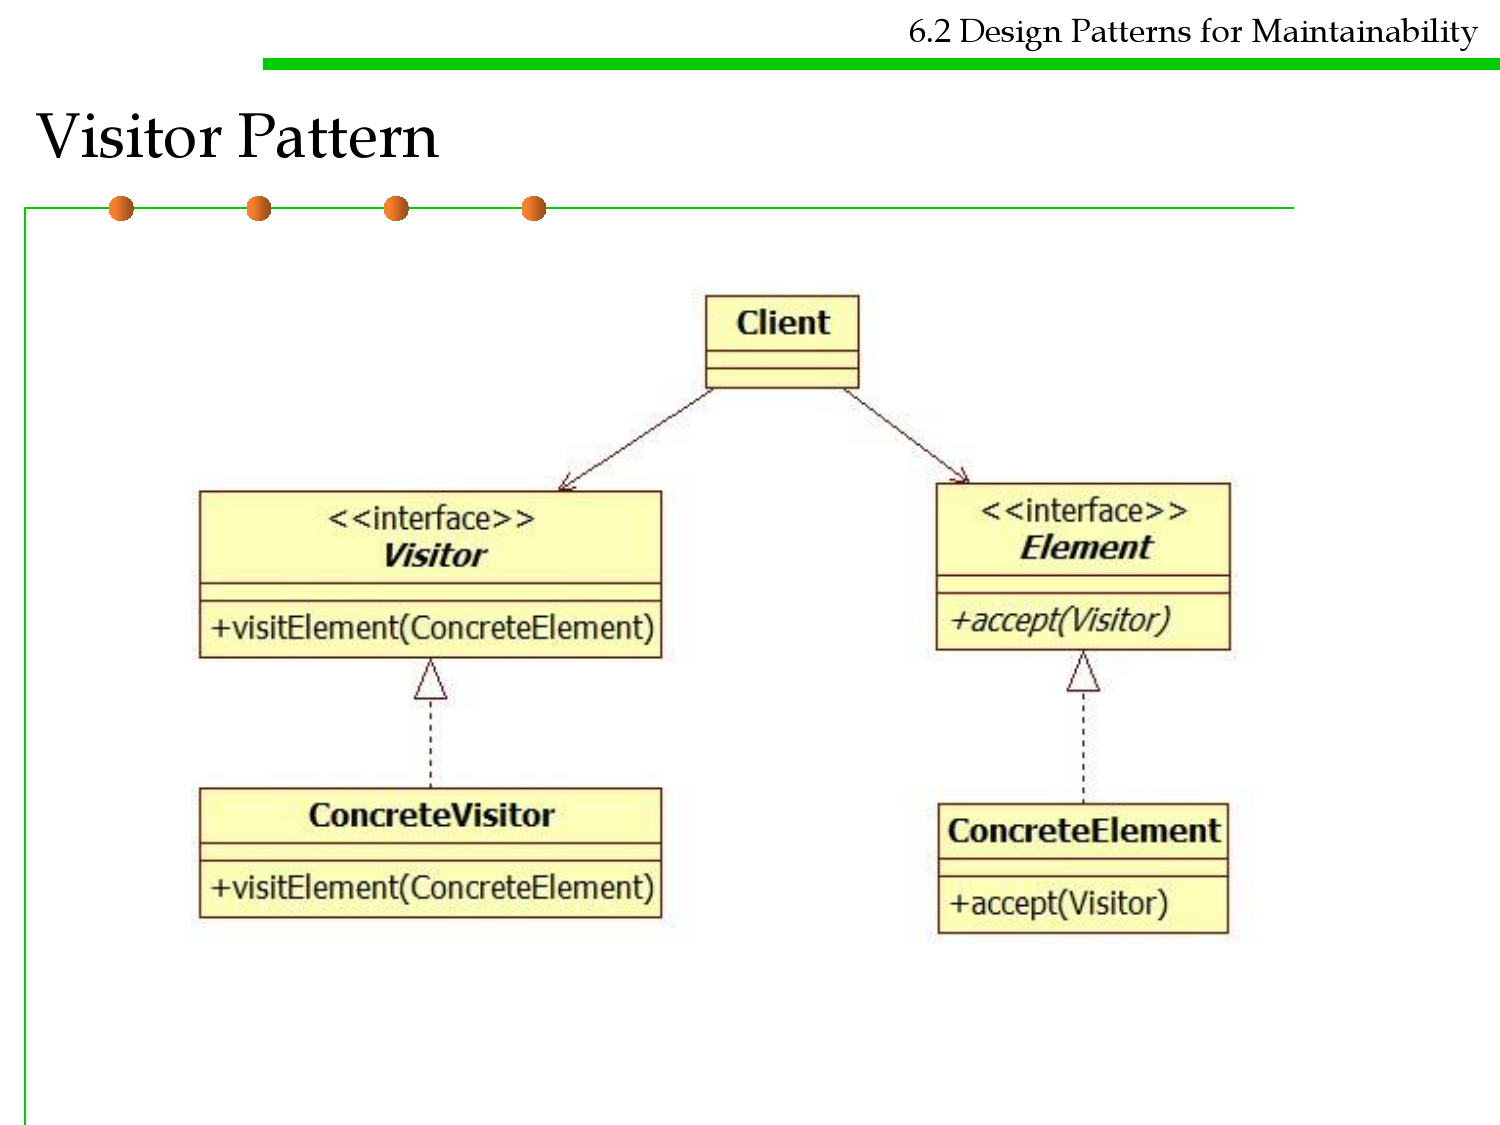 6.2 Design Patterns for Maintainability
Visitor Pattern
Client
<<interface>>
Visitor
+visitElement(ConcreteElement)
<<interface>>
Element
+accept(Visitor)
ConcreteVisitor
+visitElement(ConcreteElement)
ConcreteElement
+accept(Visitor)